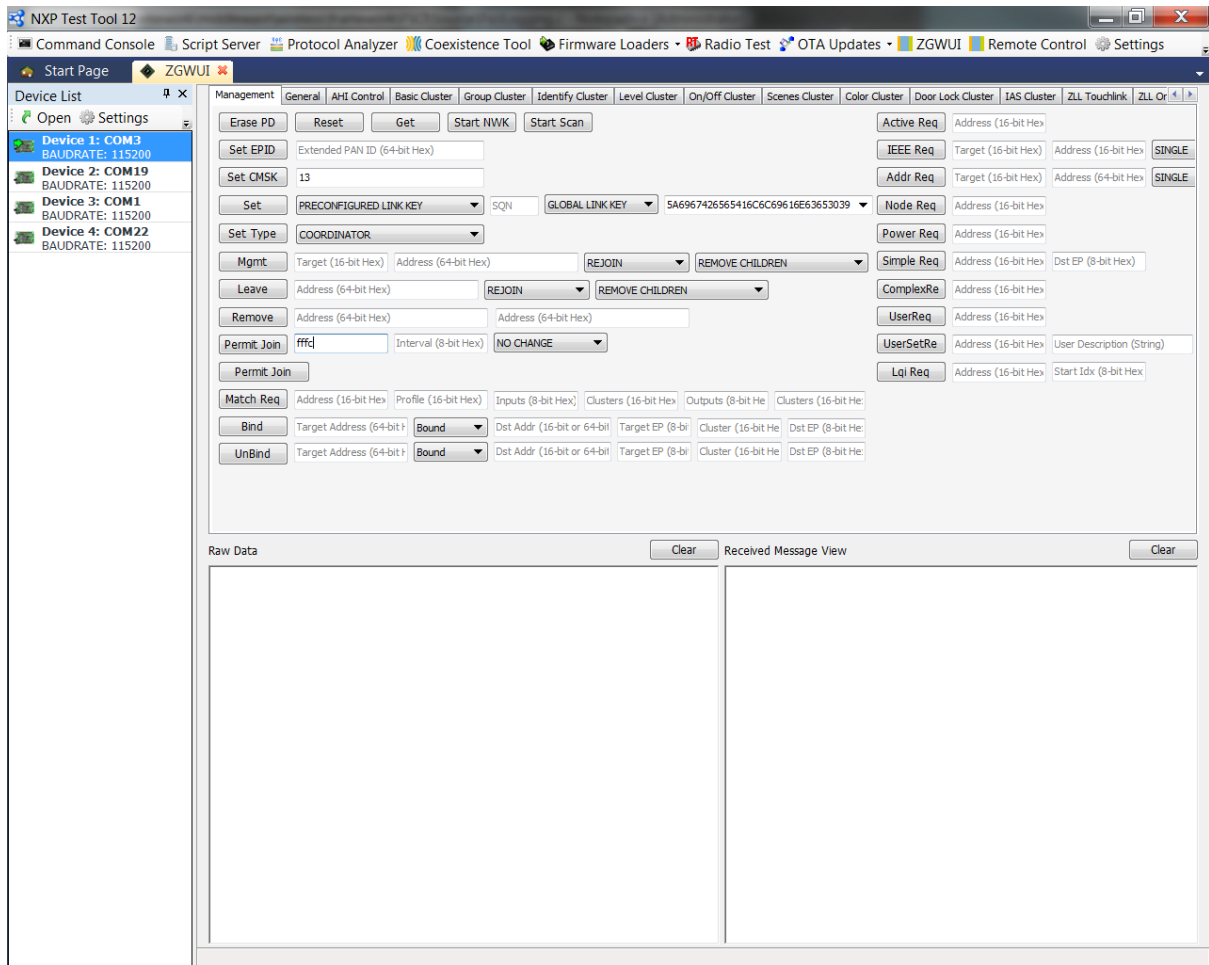 NXP Test Tool 12
Command Console Script Server Protocol Analyzer Coexistence Tool Firmware Loaders Radio Test OTA Updates ZGWUI Remote Control Settings
Start Page ZGWUI
Device List
Open Settings
Device 1: COM3
BAUDRATE: 115200
Device 2: COM19
BAUDRATE: 115200
Device 3: COM1
BAUDRATE: 115200
Device 4: COM22
BAUDRATE: 115200
Management General AHI Control Basic Cluster Group Cluster Identify Cluster Level Cluster On/Off Cluster Scenes Cluster Color Cluster Door Lock Cluster IAS Cluster ZLL Touchlink ZLL Or
Erase PD Reset Get Start NWK Start Scan Active Req Address (16-bit Hex
Set EPID Extended PAN ID (64-bit Hex) IEEE Req Target (16-bit Hex) Address (16-bit Hex SINGLE
Set CMSK 13 Addr Req Target (16-bit Hex) Address (64-bit Hex SINGLE
Set PRECONFIGURED LINK KEY SQN GLOBAL LINK KEY 5A6967426565416C6C69616E63653039 Node Req Address (16-bit Hex
Set Type COORDINATOR Power Req Address (16-bit Hex
Mgmt Target (16-bit Hex) Address (64-bit Hex) REJOIN REMOVE CHILDREN Simple Req Address (16-bit Hex Dst EP (8-bit Hex)
Leave Address (64-bit Hex) REJOIN REMOVE CHILDREN ComplexRe Address (16-bit Hex
Remove Address (64-bit Hex) Address (64-bit Hex) UserReq Address (16-bit Hex
Permit Join fffc Interval (8-bit Hex) NO CHANGE UserSetRe Address (16-bit Hex User Description (String)
Permit Join Lqi Req Address (16-bit Hex Start Idx (8-bit Hex
Match Req Address (16-bit Hex Profile (16-bit Hex) Inputs (8-bit Hex) Clusters (16-bit Hex Outputs (8-bit He Clusters (16-bit He:
Bind Target Address (64-bit H Bound Dst Addr (16-bit or 64-bit Target EP (8-bi Cluster (16-bit He Dst EP (8-bit He:
UnBind Target Address (64-bit H Bound Dst Addr (16-bit or 64-bit Target EP (8-bi Cluster (16-bit He Dst EP (8-bit He:
Raw Data Clear Received Message View Clear